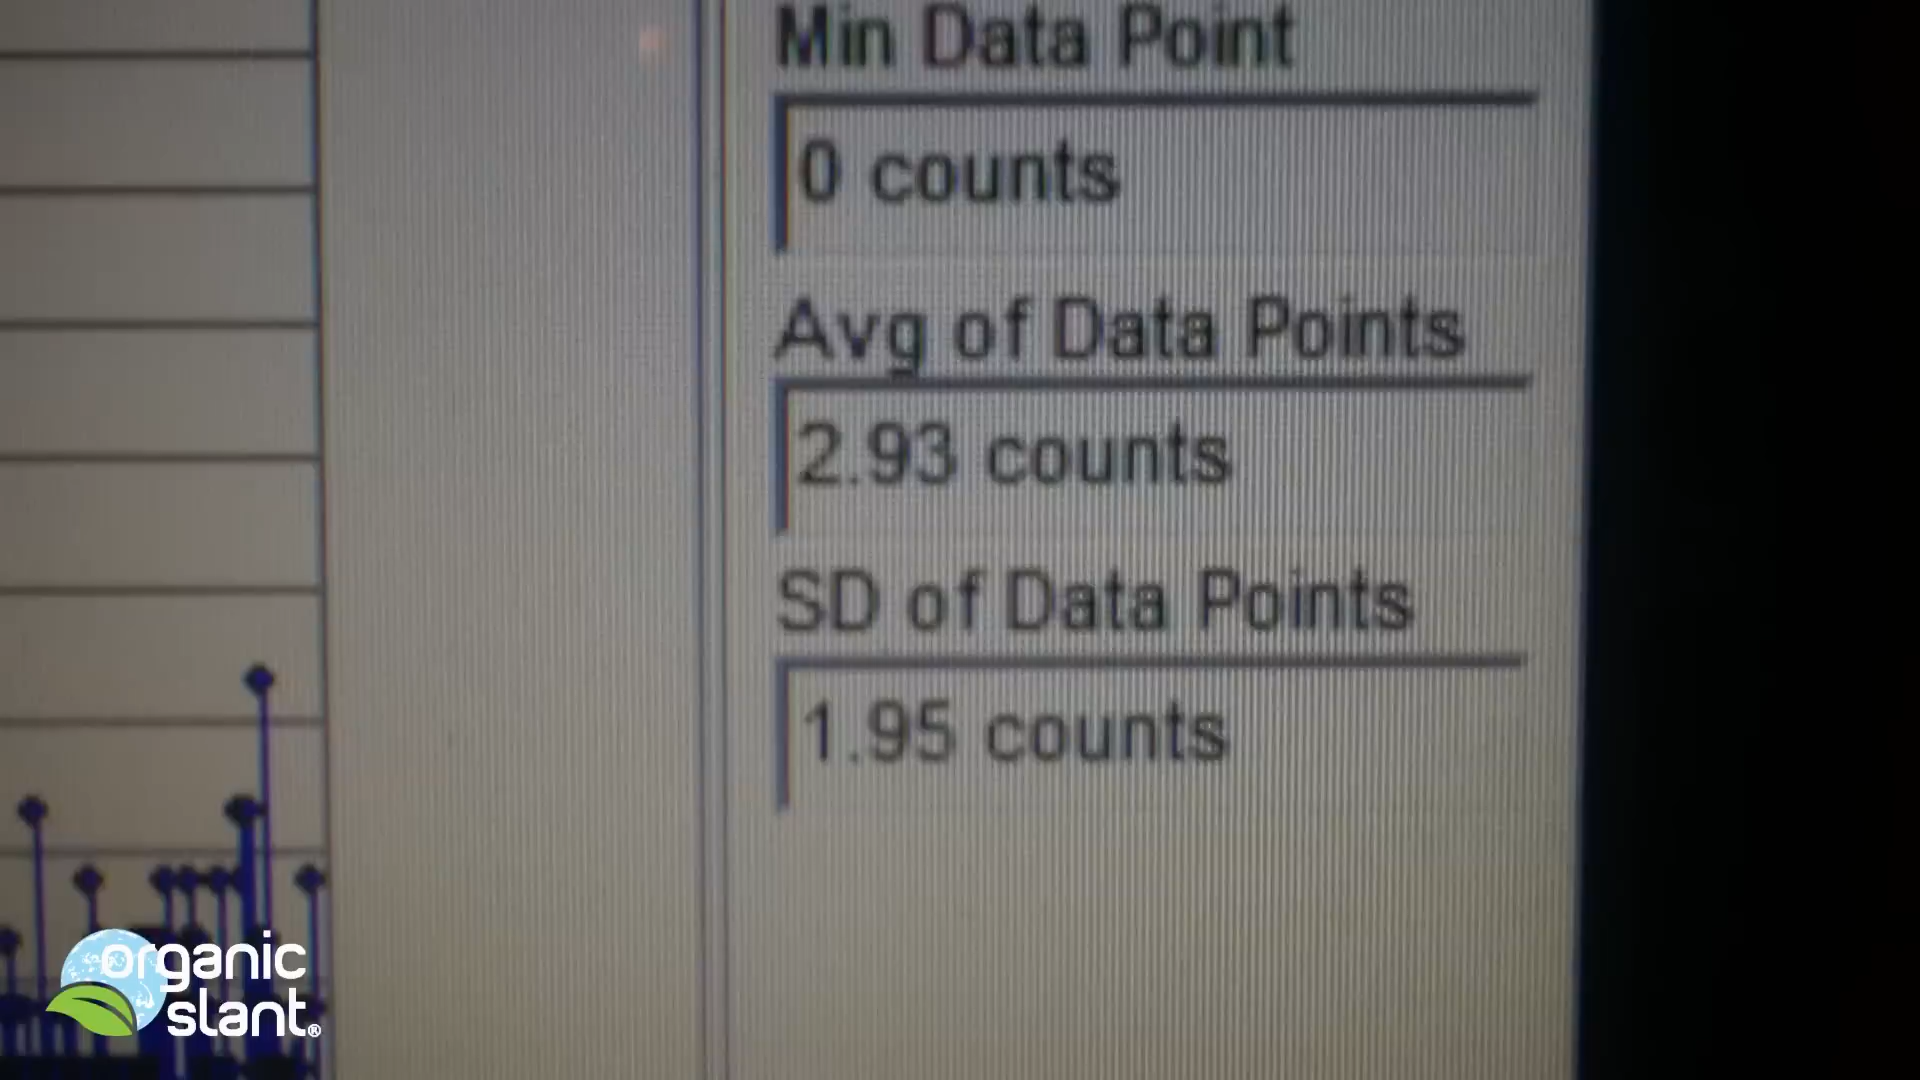 Min Data Point
0 counts
Avg of Data Points
2.93 counts
SD of Data Points
1.95 counts
organic
slant®